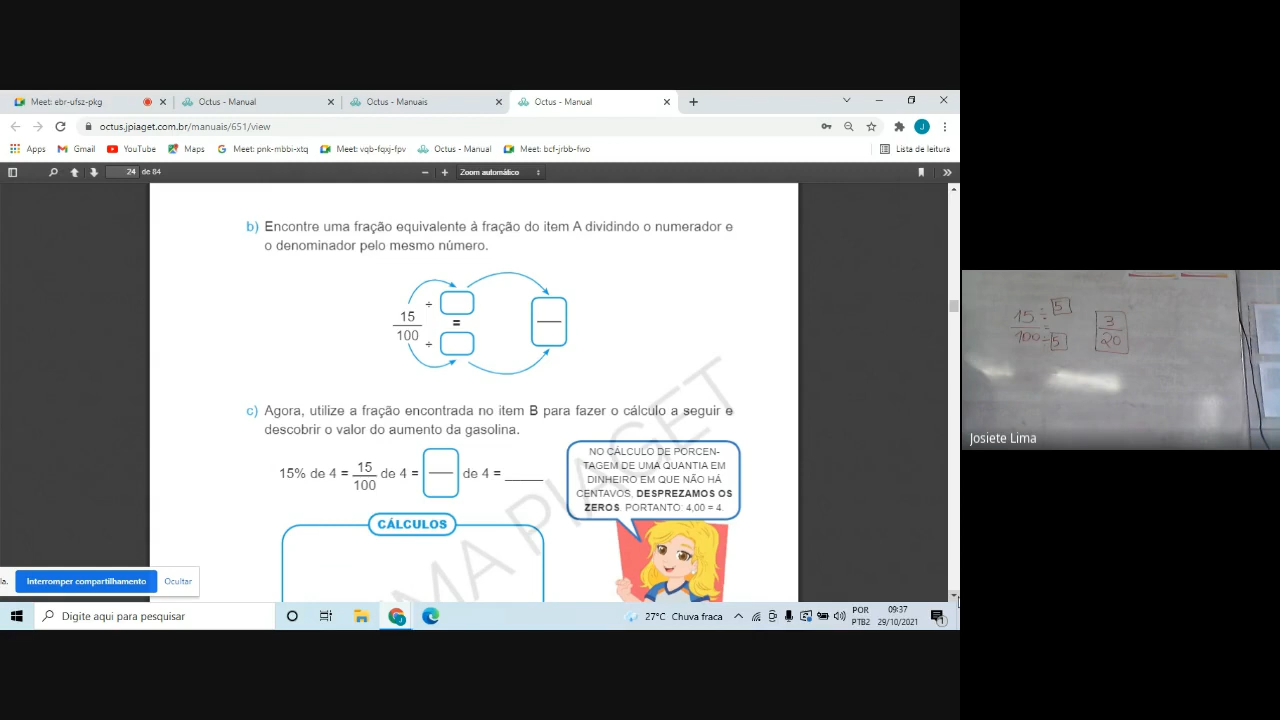 Meet: ebr-ufsz-pkg
Octus - Manual
Octus - Manuais
Octus - Manual
octus.jpiaget.com.br/manuais/651/view
Apps
Gmail
YouTube
Maps
Meet: pnk-mbbi-xtq
Meet: vqb-fqxj-fpv
Octus - Manual
Meet: bcf-jrbb-fwo
Lista de leitura
24 de 84
Zoom automático
b) Encontre uma fração equivalente à fração do item A dividindo o numerador e
o denominador pelo mesmo número.
15 ÷
=
100 ÷
c) Agora, utilize a fração encontrada no item B para fazer o cálculo a seguir e
descobrir o valor do aumento da gasolina.
15% de 4 = 15/100 de 4 = de 4 = ______
NO CÁLCULO DE PORCEN-
TAGEM DE UMA QUANTIA EM
DINHEIRO EM QUE NÃO HÁ
CENTAVOS, DESPREZAMOS OS
ZEROS. PORTANTO: 4,00 = 4.
CÁLCULOS
MA PIAGET
la.
Interromper compartilhamento
Ocultar
Digite aqui para pesquisar
27°C Chuva fraca
POR
PTB2
09:37
29/10/2021
1
15 ÷ 5
=
100 ÷ 5
3
20
Josiete Lima